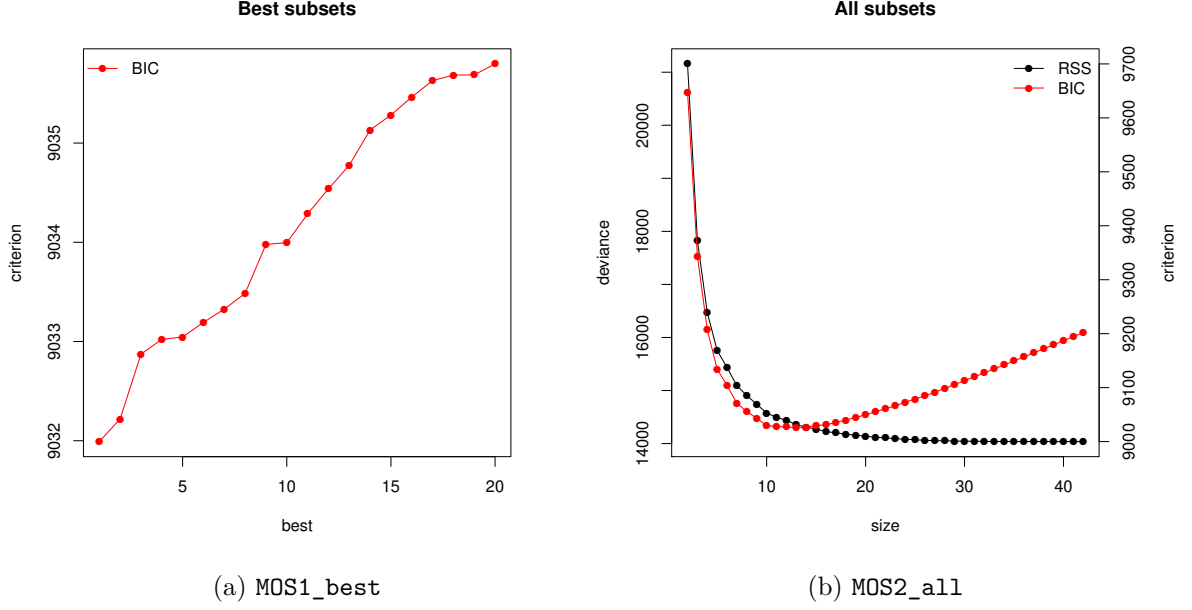 Best subsets
BIC
criterion
9032
9033
9034
9035
5
10
15
20
best
(a) MOS1_best
All subsets
RSS
BIC
deviance
14000
16000
18000
20000
criterion
9000
9100
9200
9300
9400
9500
9600
9700
10
20
30
40
size
(b) MOS2_all